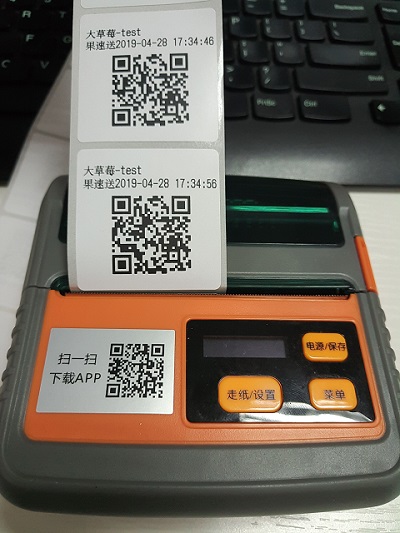 大草莓-test
果速送2019-04-28 17:34:46
大草莓-test
果速送2019-04-28 17:34:56
扫一扫
下载APP
电源/保存
走纸/设置
菜单
PrtSc
Ctrl